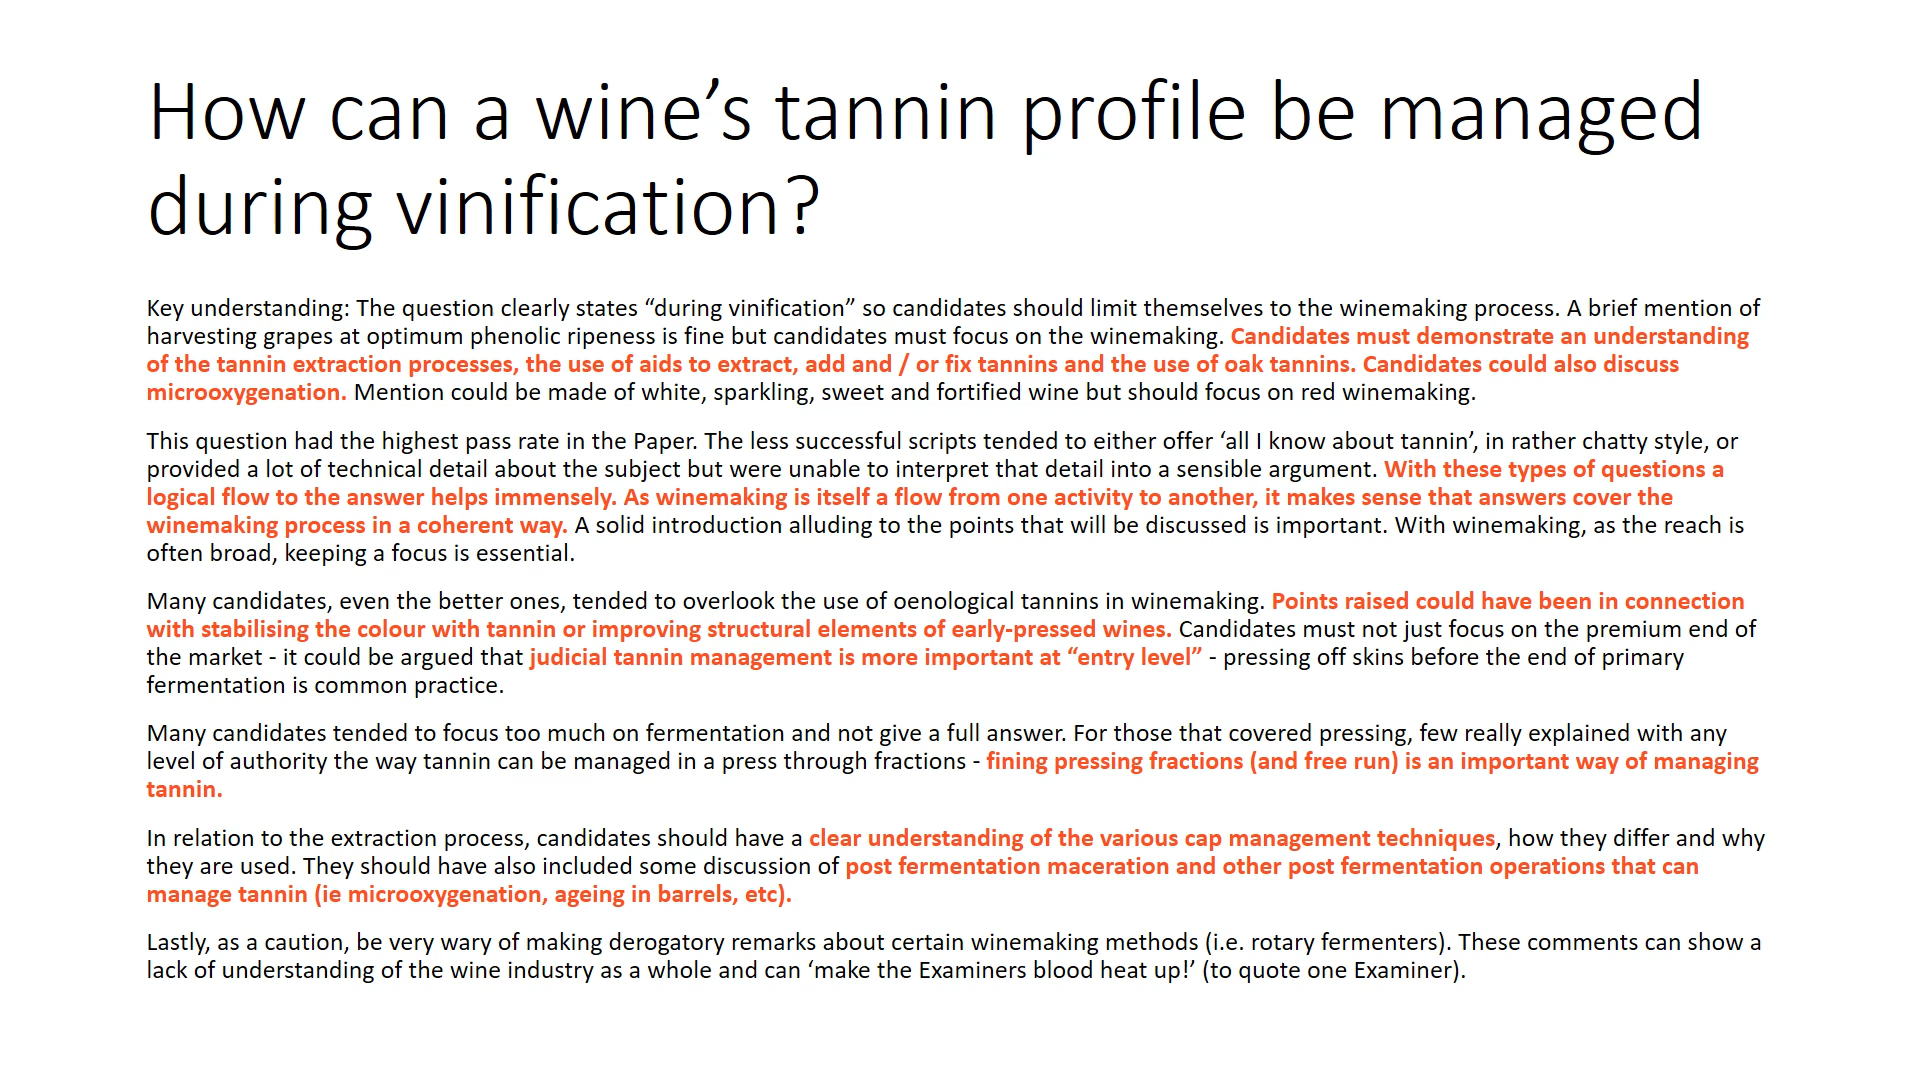 How can a wine’s tannin profile be managed
during vinification?
Key understanding: The question clearly states “during vinification” so candidates should limit themselves to the winemaking process. A brief mention of
harvesting grapes at optimum phenolic ripeness is fine but candidates must focus on the winemaking. Candidates must demonstrate an understanding
of the tannin extraction processes, the use of aids to extract, add and / or fix tannins and the use of oak tannins. Candidates could also discuss
microoxygenation. Mention could be made of white, sparkling, sweet and fortified wine but should focus on red winemaking.
This question had the highest pass rate in the Paper. The less successful scripts tended to either offer ‘all I know about tannin’, in rather chatty style, or
provided a lot of technical detail about the subject but were unable to interpret that detail into a sensible argument. With these types of questions a
logical flow to the answer helps immensely. As winemaking is itself a flow from one activity to another, it makes sense that answers cover the
winemaking process in a coherent way. A solid introduction alluding to the points that will be discussed is important. With winemaking, as the reach is
often broad, keeping a focus is essential.
Many candidates, even the better ones, tended to overlook the use of oenological tannins in winemaking. Points raised could have been in connection
with stabilising the colour with tannin or improving structural elements of early-pressed wines. Candidates must not just focus on the premium end of
the market - it could be argued that judicial tannin management is more important at “entry level” - pressing off skins before the end of primary
fermentation is common practice.
Many candidates tended to focus too much on fermentation and not give a full answer. For those that covered pressing, few really explained with any
level of authority the way tannin can be managed in a press through fractions - fining pressing fractions (and free run) is an important way of managing
tannin.
In relation to the extraction process, candidates should have a clear understanding of the various cap management techniques, how they differ and why
they are used. They should have also included some discussion of post fermentation maceration and other post fermentation operations that can
manage tannin (ie microoxygenation, ageing in barrels, etc).
Lastly, as a caution, be very wary of making derogatory remarks about certain winemaking methods (i.e. rotary fermenters). These comments can show a
lack of understanding of the wine industry as a whole and can ‘make the Examiners blood heat up!’ (to quote one Examiner).